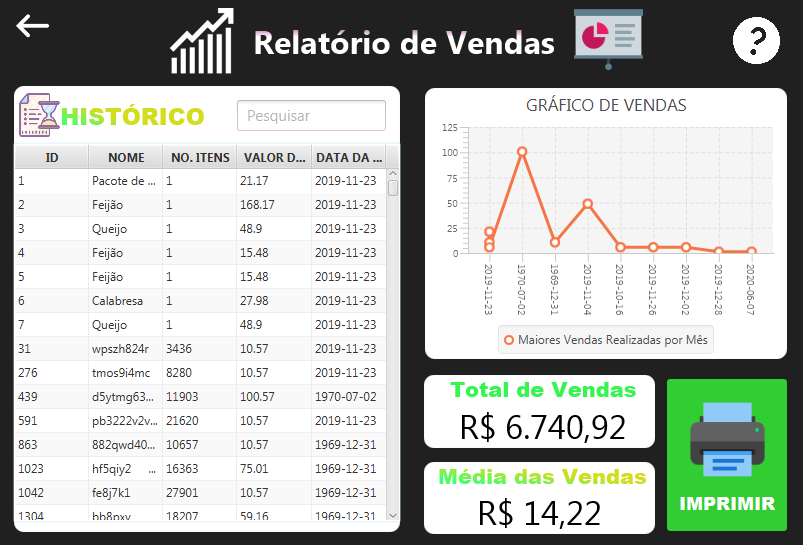 Relatório de Vendas
?
HISTÓRICO
Pesquisar
ID NOME NO. ITENS VALOR D... DATA DA ...
1 Pacote de ... 1 21.17 2019-11-23
2 Feijão 1 168.17 2019-11-23
3 Queijo 1 48.9 2019-11-23
4 Feijão 1 15.48 2019-11-23
5 Feijão 1 15.48 2019-11-23
6 Calabresa 1 27.98 2019-11-23
7 Queijo 1 48.9 2019-11-23
31 wpszh824r 3436 10.57 2019-11-23
276 tmos9i4mc 8280 10.57 2019-11-23
439 d5ytmg63... 11903 100.57 1970-07-02
591 pb3222v2v... 21620 10.57 2019-11-23
863 882qwd40... 10657 10.57 1969-12-31
1023 hf5qiy2 ... 16363 75.01 1969-12-31
1042 fe8j7k1 27901 10.57 1969-12-31
1304 bb8pxy 18207 59.16 1969-12-31
GRÁFICO DE VENDAS
125
100
75
50
25
0
2019-11-23 1970-07-02 1969-12-31 2019-11-04 2019-10-16 2019-11-26 2019-12-02 2019-12-28 2020-06-07
Maiores Vendas Realizadas por Mês
Total de Vendas
R$ 6.740,92
Média das Vendas
R$ 14,22
IMPRIMIR